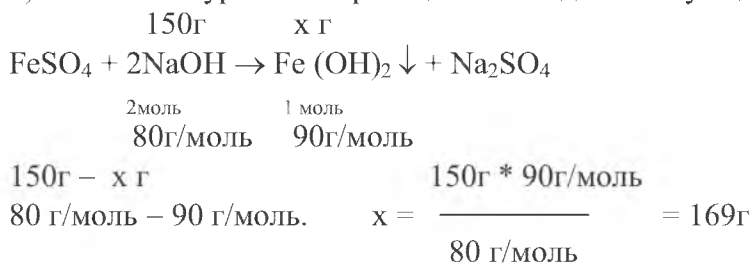 150г х г
FeSO₄ + 2NaOH → Fe (OH)₂ ↓ + Na₂SO₄
2моль 1 моль
80г/моль 90г/моль
150г – х г 150г * 90г/моль
80 г/моль – 90 г/моль. х = = 169г
80 г/моль